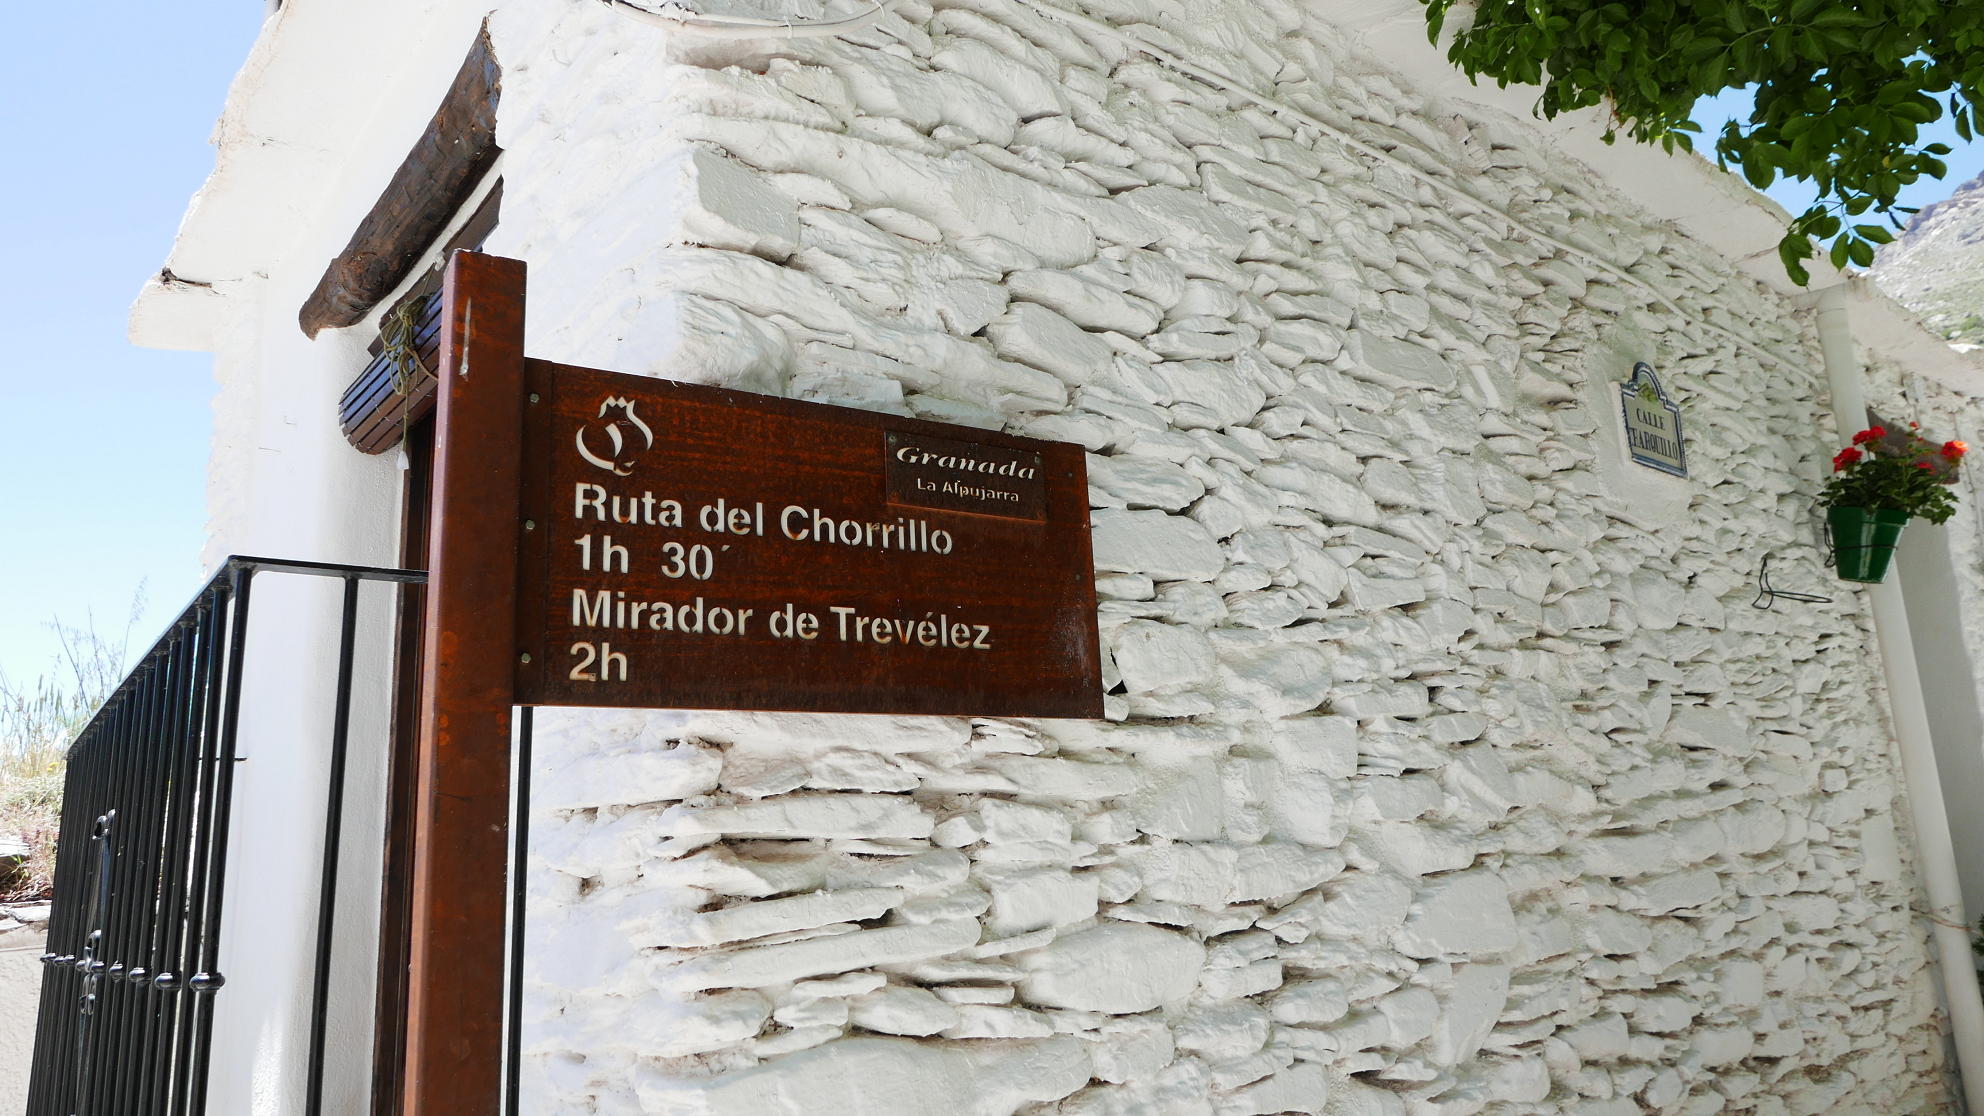 Granada
La Alpujarra
Ruta del Chorrillo
1h 30´
Mirador de Trevélez
2h
CALLE